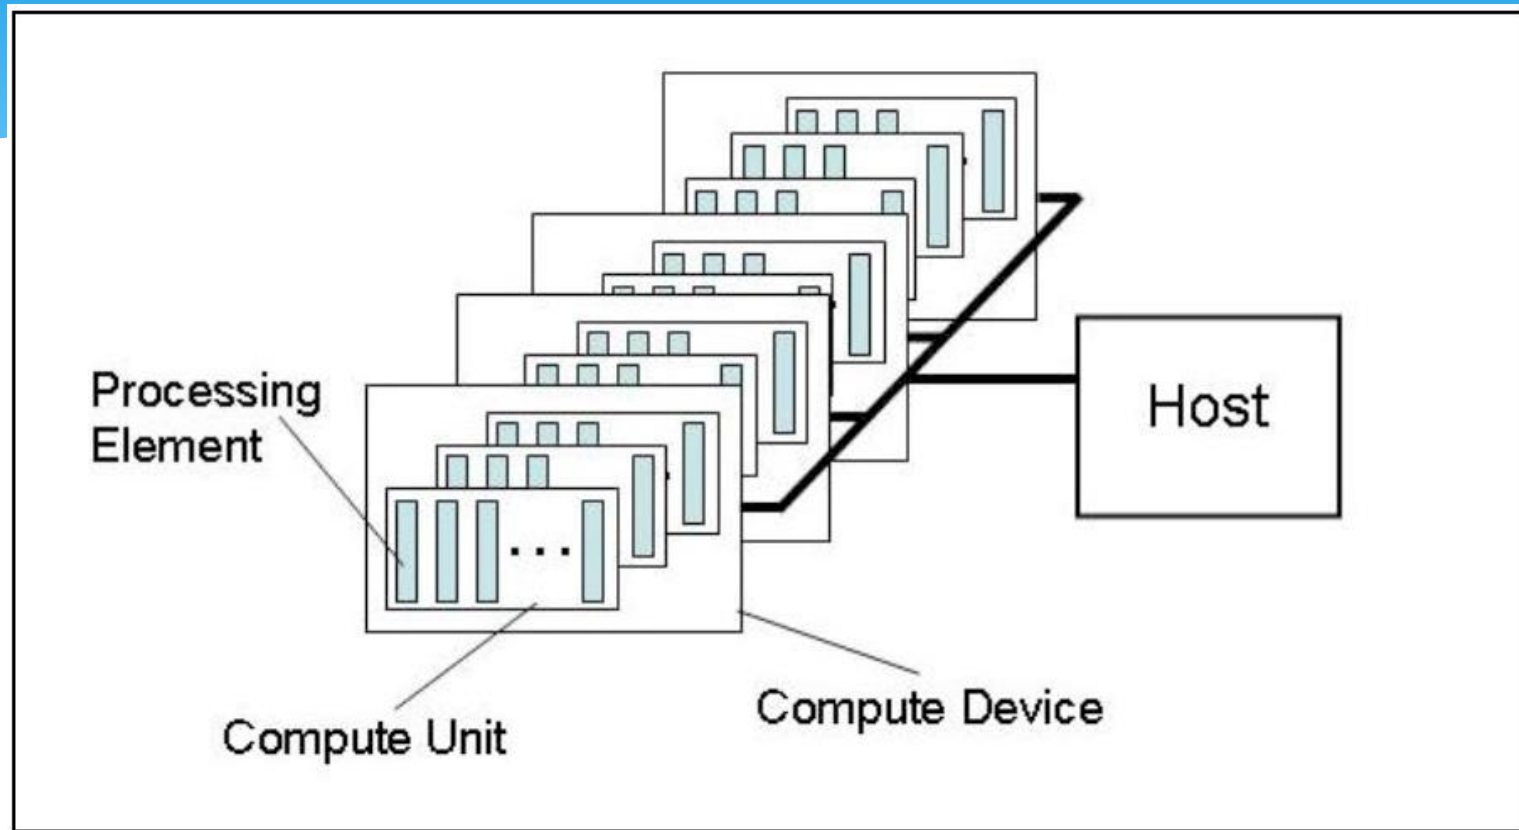 Processing
Element
Host
...
Compute Unit
Compute Device